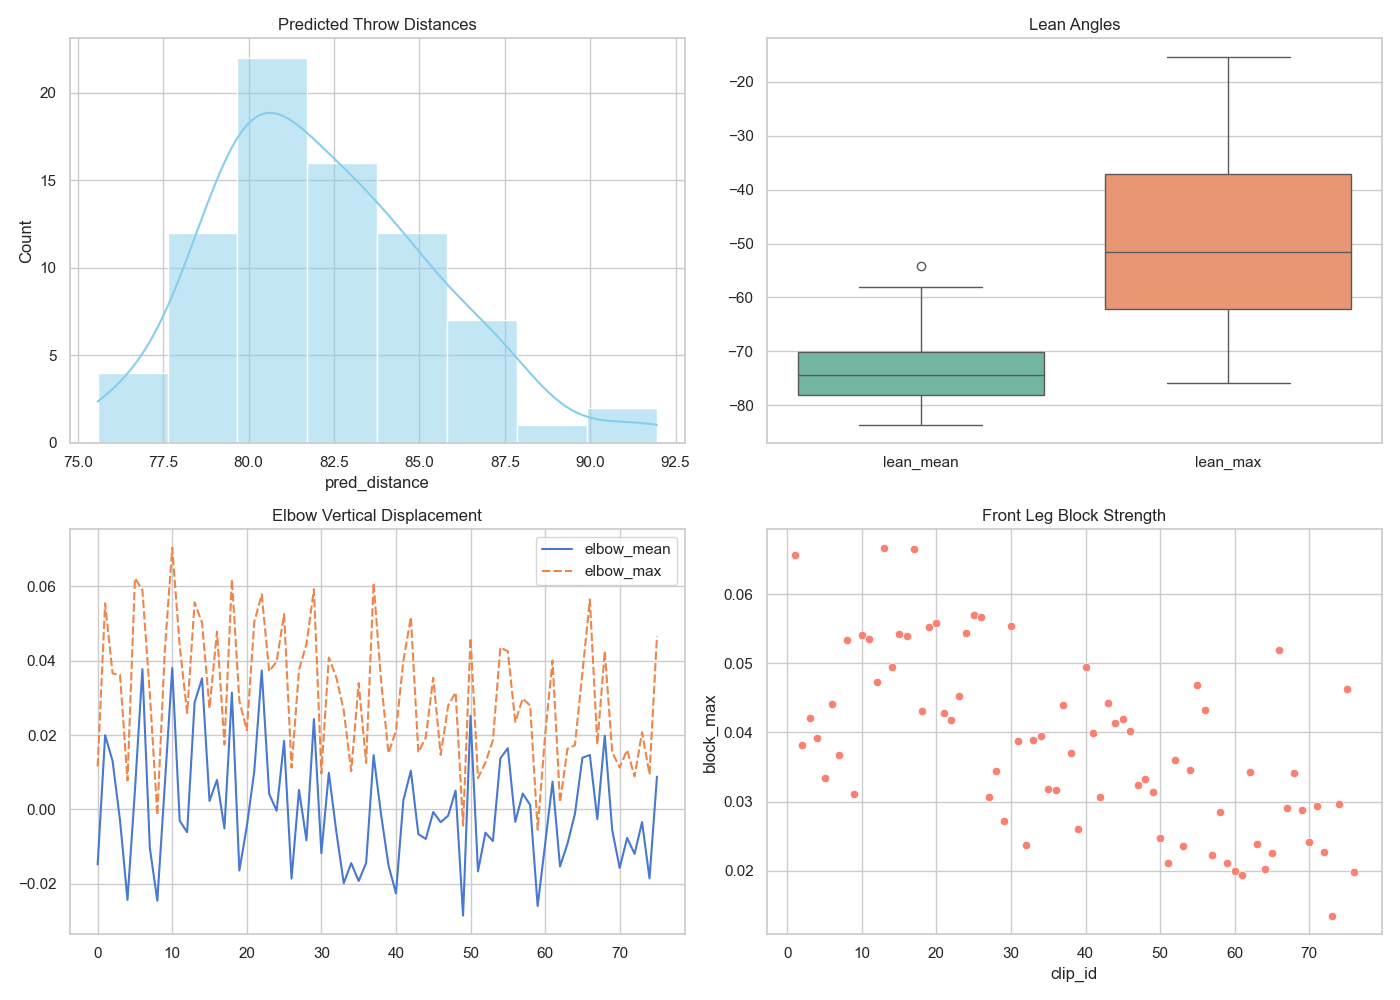 Predicted Throw Distances
Count
20
15
10
5
0
75.0 77.5 80.0 82.5 85.0 87.5 90.0 92.5
pred_distance
Lean Angles
−20
−30
−40
−50
−60
−70
−80
lean_mean lean_max
Elbow Vertical Displacement
elbow_mean
elbow_max
0.06
0.04
0.02
0.00
−0.02
0 10 20 30 40 50 60 70
Front Leg Block Strength
block_max
0.06
0.05
0.04
0.03
0.02
0 10 20 30 40 50 60 70
clip_id